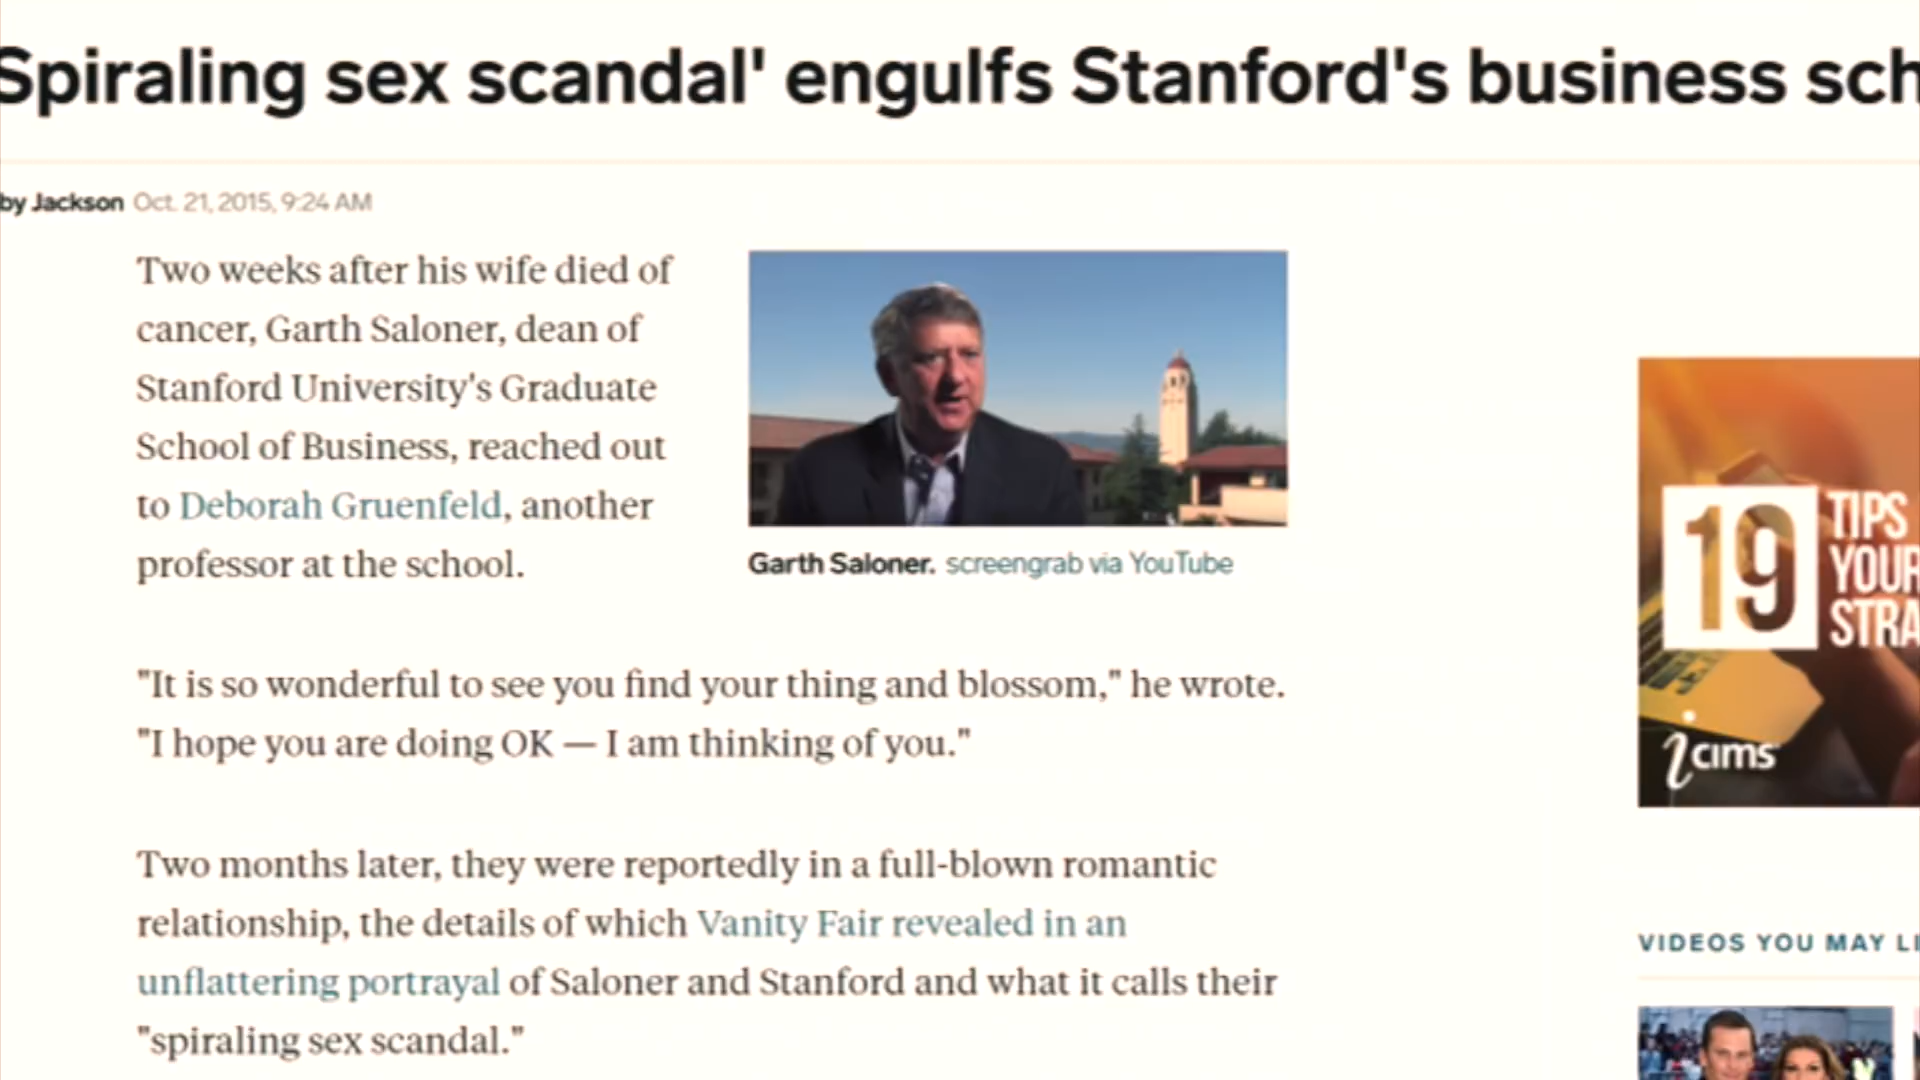 Spiraling sex scandal' engulfs Stanford's business sch
by Jackson Oct. 21, 2015, 9:24 AM
Two weeks after his wife died of
cancer, Garth Saloner, dean of
Stanford University's Graduate
School of Business, reached out
to Deborah Gruenfeld, another
professor at the school.
Garth Saloner. screengrab via YouTube
"It is so wonderful to see you find your thing and blossom," he wrote.
"I hope you are doing OK — I am thinking of you."
Two months later, they were reportedly in a full-blown romantic
relationship, the details of which Vanity Fair revealed in an
unflattering portrayal of Saloner and Stanford and what it calls their
"spiraling sex scandal."
19 TIPS
YOUR
STRA
icims
VIDEOS YOU MAY LI